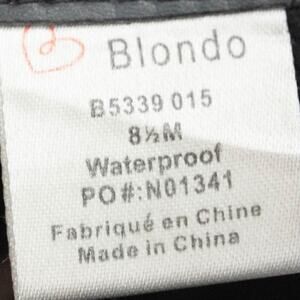 Blondo
B5339 015
8½M
Waterproof
PO#:N01341
Fabriqué en Chine
Made in China